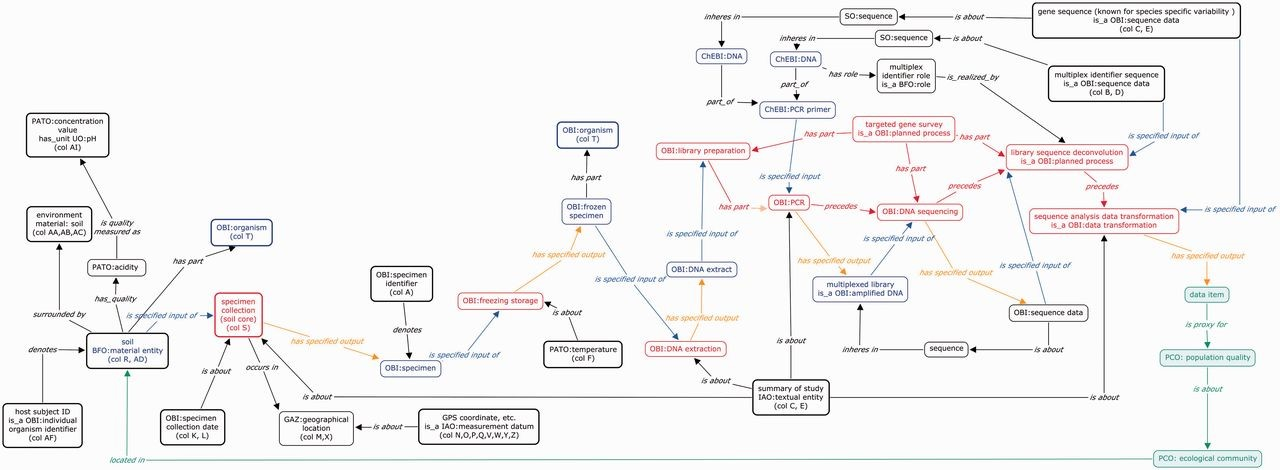 gene sequence (known for species specific variability )
is_a OBI:sequence data
(col C, E)
is about
SO:sequence
inheres in
is about
SO:sequence
inheres in
ChEBI:DNA
ChEBI:DNA
has role
multiplex
identifier role
is_a BFO:role
is_realized_by
multiplex identifier sequence
is_a OBI:sequence data
(col B, D)
part_of
part_of
ChEBI:PCR primer
PATO:concentration
value
has_unit UO:pH
(col AI)
OBI:organism
(col T)
targeted gene survey
is_a OBI:planned process
has part
has part
is specified input of
OBI:library preparation
library sequence deconvolution
is_a OBI:planned process
has part
has part
is specified input
has part
precedes
precedes
OBI:frozen
specimen
OBI:PCR
precedes
OBI:DNA sequencing
sequence analysis data transformation
is_a OBI:data transformation
is specified input of
environment
material: soil
(col AA,AB,AC)
is quality
measured as
OBI:organism
(col T)
is specified input of
is specified input of
has specified output
has specified output
has specified output
PATO:acidity
has part
OBI:specimen
identifier
(col A)
is specified input of
OBI:DNA extract
has specified output
is specified input of
multiplexed library
is_a OBI:amplified DNA
data item
has_quality
OBI:freezing storage
surrounded by
is specified input of
specimen
collection
(soil core)
(col S)
is about
has specified output
OBI:sequence data
is proxy for
denotes
has specified output
soil
BFO:material entity
(col R, AD)
denotes
is specified input of
PATO:temperature
(col F)
OBI:DNA extraction
is about
inheres in
sequence
is about
PCO: population quality
OBI:specimen
is about
occurs in
is about
is about
summary of study
IAO:textual entity
(col C, E)
is about
is about
host subject ID
is_a OBI:individual
organism identifier
(col AF)
OBI:specimen
collection date
(col K, L)
GAZ:geographical
location
(col M,X)
is about
GPS coordinate, etc.
is_a IAO:measurement datum
(col N,O,P,Q,V,W,Y,Z)
located in
PCO: ecological community